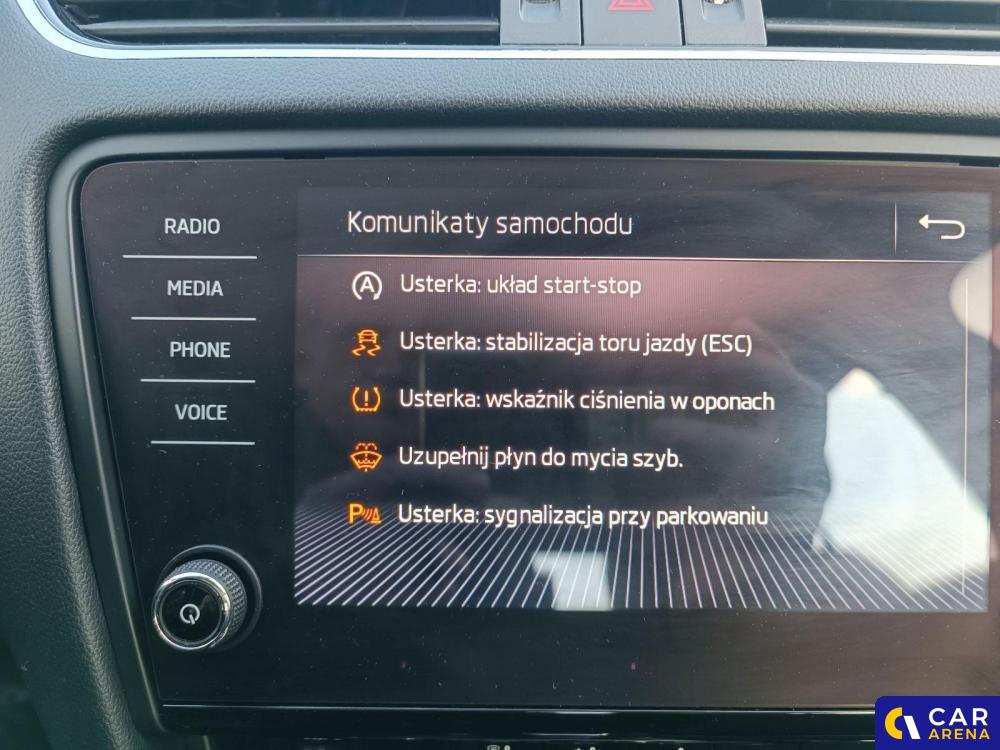 Komunikaty samochodu
RADIO
MEDIA
PHONE
VOICE
A Usterka: układ start-stop
Usterka: stabilizacja toru jazdy (ESC)
(!) Usterka: wskaźnik ciśnienia w oponach
Uzupełnij płyn do mycia szyb.
P Usterka: sygnalizacja przy parkowaniu
CAR
ARENA